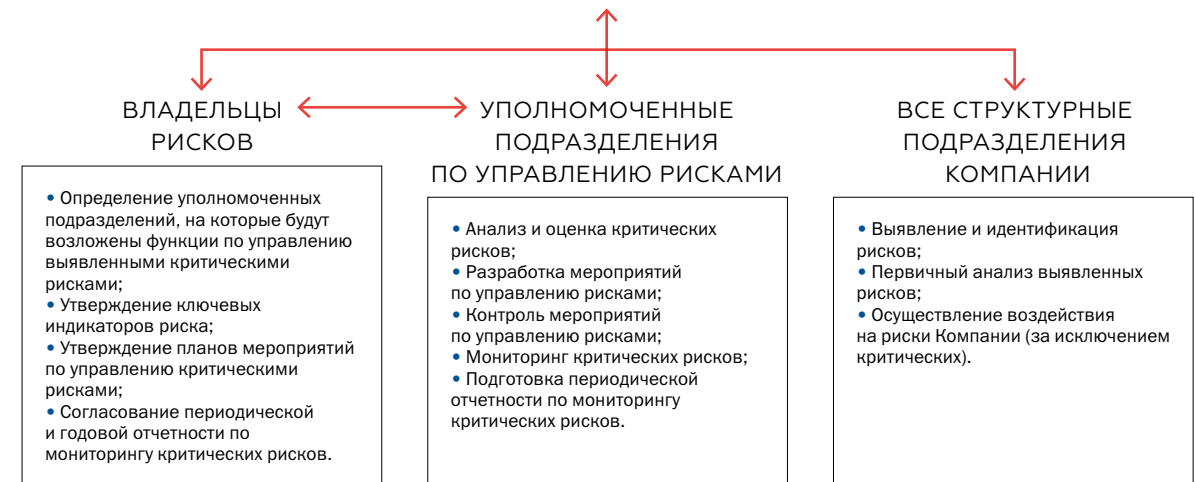 ВЛАДЕЛЬЦЫ
РИСКОВ
• Определение уполномоченных
подразделений, на которые будут
возложены функции по управлению
выявленными критическими
рисками;
• Утверждение ключевых
индикаторов риска;
• Утверждение планов мероприятий
по управлению критическими
рисками;
• Согласование периодической
и годовой отчетности по
мониторингу критических рисков.
УПОЛНОМОЧЕННЫЕ
ПОДРАЗДЕЛЕНИЯ
ПО УПРАВЛЕНИЮ РИСКАМИ
• Анализ и оценка критических
рисков;
• Разработка мероприятий
по управлению рисками;
• Контроль мероприятий
по управлению рисками;
• Мониторинг критических рисков;
• Подготовка периодической
отчетности по мониторингу
критических рисков.
ВСЕ СТРУКТУРНЫЕ
ПОДРАЗДЕЛЕНИЯ
КОМПАНИИ
• Выявление и идентификация
рисков;
• Первичный анализ выявленных
рисков;
• Осуществление воздействия
на риски Компании (за исключением
критических).